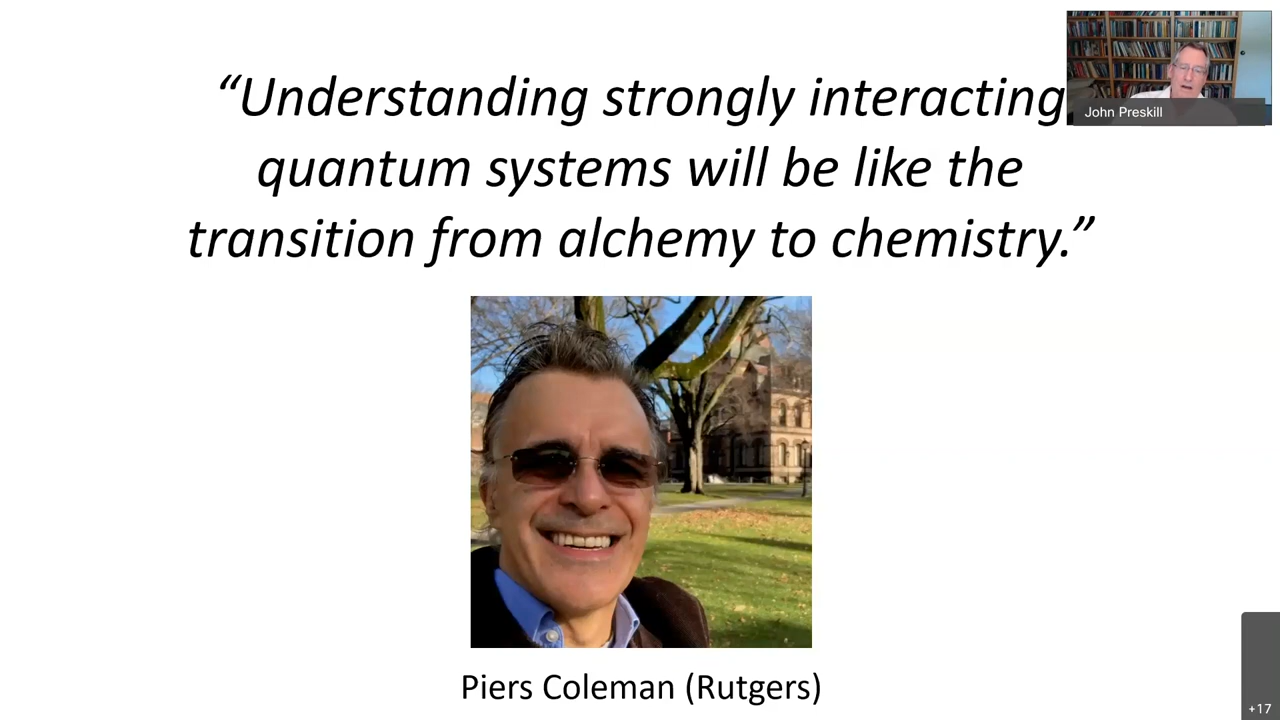 “Understanding strongly interacting
quantum systems will be like the
transition from alchemy to chemistry.”
John Preskill
Piers Coleman (Rutgers)
+17